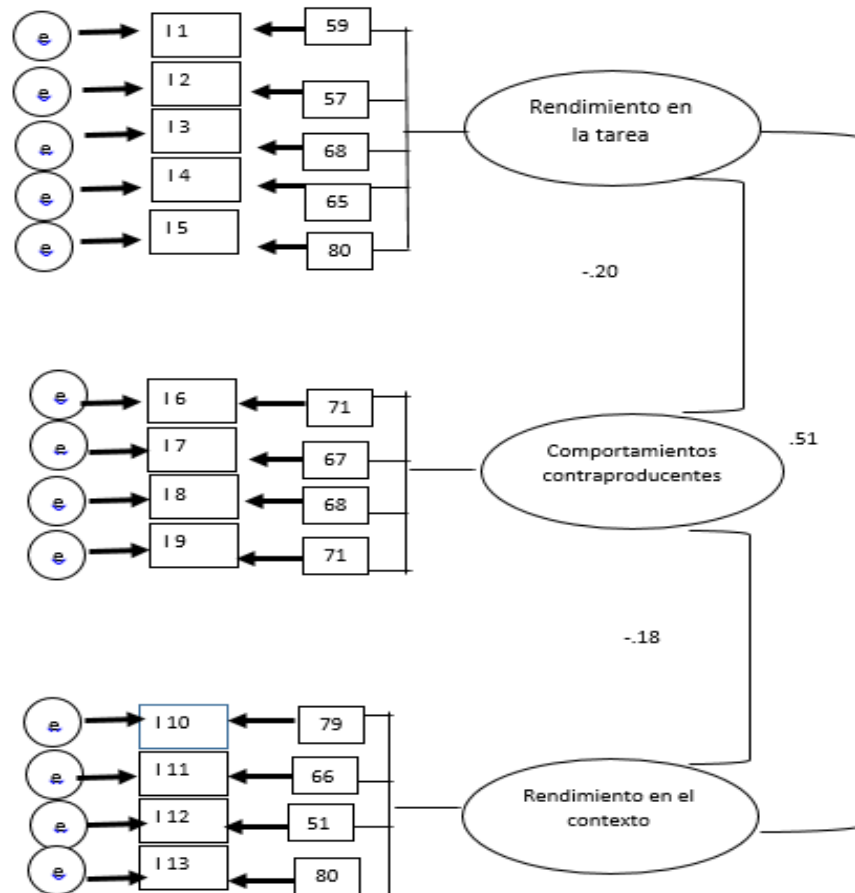 e I 1 59
e I 2 57
e I 3 68
e I 4 65
e I 5 80
Rendimiento en
la tarea
-.20
e I 6 71
e I 7 67
e I 8 68
e I 9 71
Comportamientos
contraproducentes
.51
-.18
e I 10 79
e I 11 66
e I 12 51
e I 13 80
Rendimiento en el
contexto